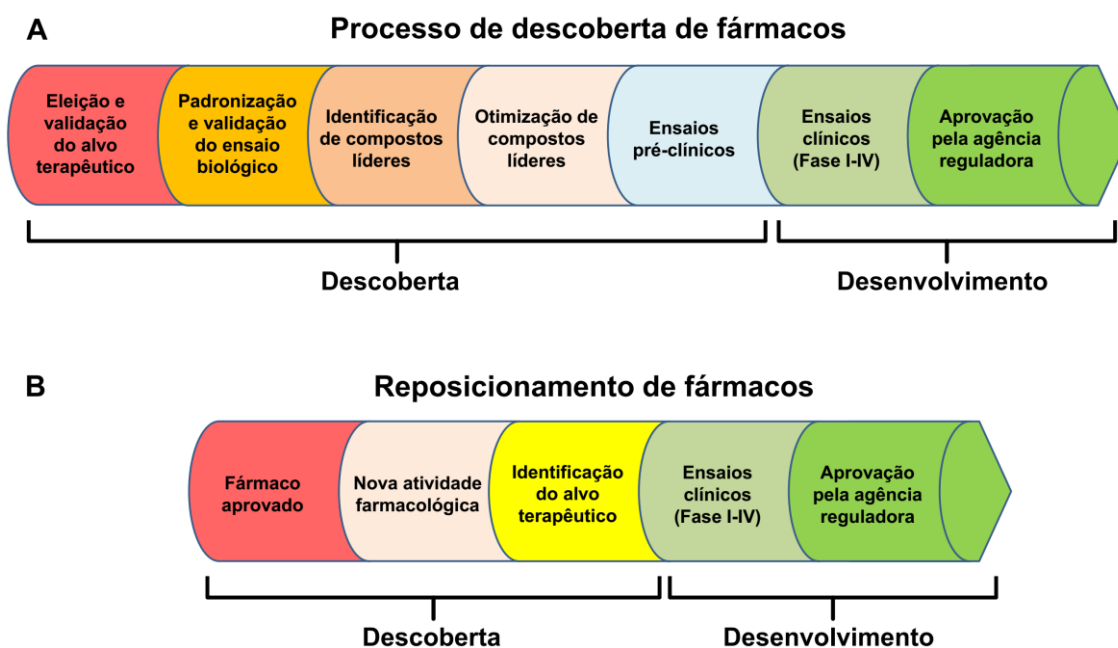 A
Processo de descoberta de fármacos
Eleição e
validação
do alvo
terapêutico
Padronização
e validação
do ensaio
biológico
Identificação
de compostos
líderes
Otimização de
compostos
líderes
Ensaios
pré-clínicos
Ensaios
clínicos
(Fase I-IV)
Aprovação
pela agência
reguladora
Descoberta
Desenvolvimento
B
Reposicionamento de fármacos
Fármaco
aprovado
Nova atividade
farmacológica
Identificação
do alvo
terapêutico
Ensaios
clínicos
(Fase I-IV)
Aprovação
pela agência
reguladora
Descoberta
Desenvolvimento